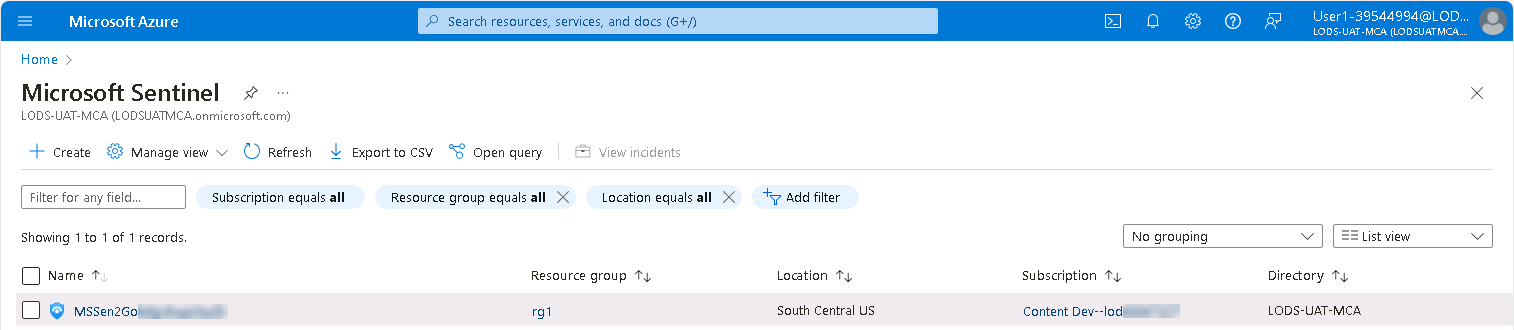 Microsoft Azure
Search resources, services, and docs (G+/)
User1-39544994@LOD...
LODS-UAT-MCA (LODSUATMCA....
Home
Microsoft Sentinel
LODS-UAT-MCA (LODSUATMCA.onmicrosoft.com)
Create Manage view Refresh Export to CSV Open query View incidents
Filter for any field... Subscription equals all Resource group equals all Location equals all Add filter
Showing 1 to 1 of 1 records.
No grouping List view
Name Resource group Location Subscription Directory
MSSen2Go rg1 South Central US Content Dev--lod LODS-UAT-MCA